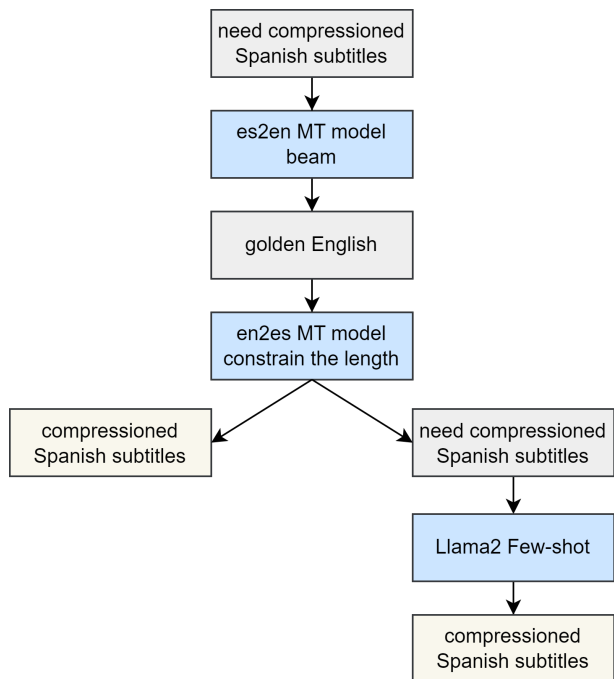 need compressioned
Spanish subtitles
es2en MT model
beam
golden English
en2es MT model
constrain the length
compressioned
Spanish subtitles
need compressioned
Spanish subtitles
Llama2 Few-shot
compressioned
Spanish subtitles